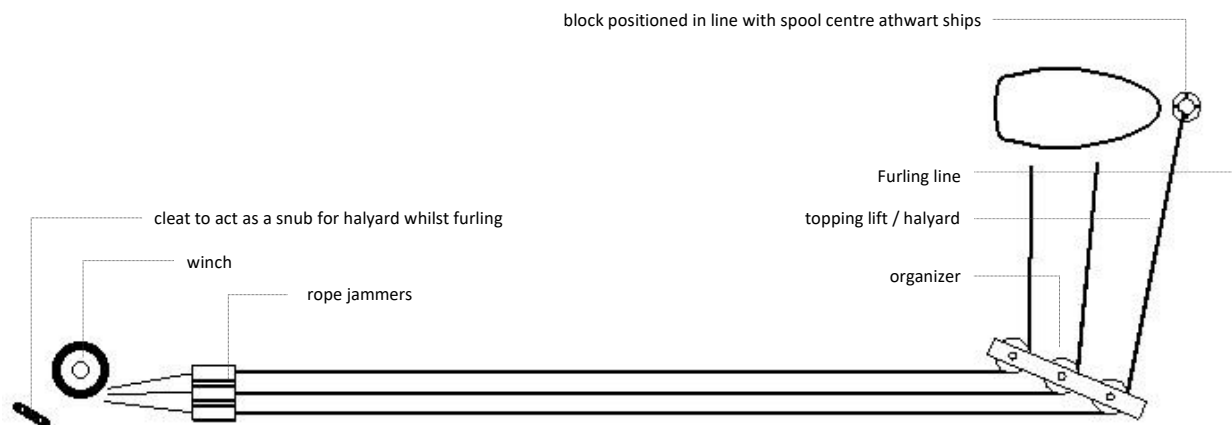 block positioned in line with spool centre athwart ships
Furling line
cleat to act as a snub for halyard whilst furling
topping lift / halyard
winch
organizer
rope jammers